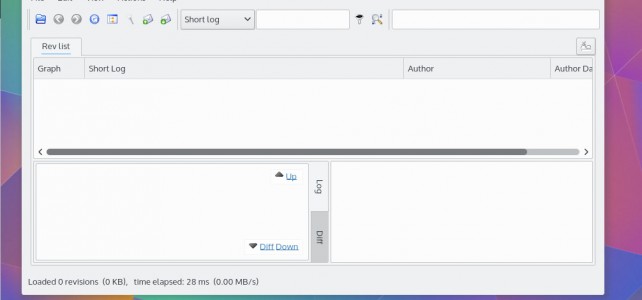 Short log
Rev list
Graph Short Log Author Author Da
Up
Log
Diff
Diff Down
Loaded 0 revisions (0 KB), time elapsed: 28 ms (0.00 MB/s)